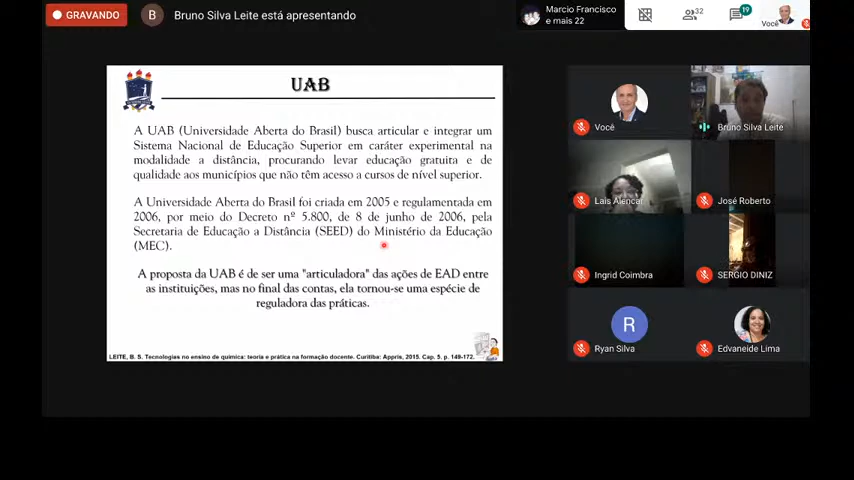 GRAVANDO
B
Bruno Silva Leite está apresentando
Marcio Francisco
e mais 22
32
19
Você
UAB
A UAB (Universidade Aberta do Brasil) busca articular e integrar um
Sistema Nacional de Educação Superior em caráter experimental na
modalidade a distância, procurando levar educação gratuita e de
qualidade aos municípios que não têm acesso a cursos de nível superior.
A Universidade Aberta do Brasil foi criada em 2005 e regulamentada em
2006, por meio do Decreto nº 5.800, de 8 de junho de 2006, pela
Secretaria de Educação a Distância (SEED) do Ministério da Educação
(MEC).
A proposta da UAB é de ser uma "articuladora" das ações de EAD entre
as instituições, mas no final das contas, ela tornou-se uma espécie de
reguladora das práticas.
LEITE, B. S. Tecnologias no ensino de química: teoria e prática na formação docente. Curitiba: Appris, 2015. Cap. 5. p. 149-172.
Você
Bruno Silva Leite
Lais Alencar
José Roberto
Ingrid Coimbra
SERGIO DINIZ
R
Ryan Silva
Edvaneide Lima